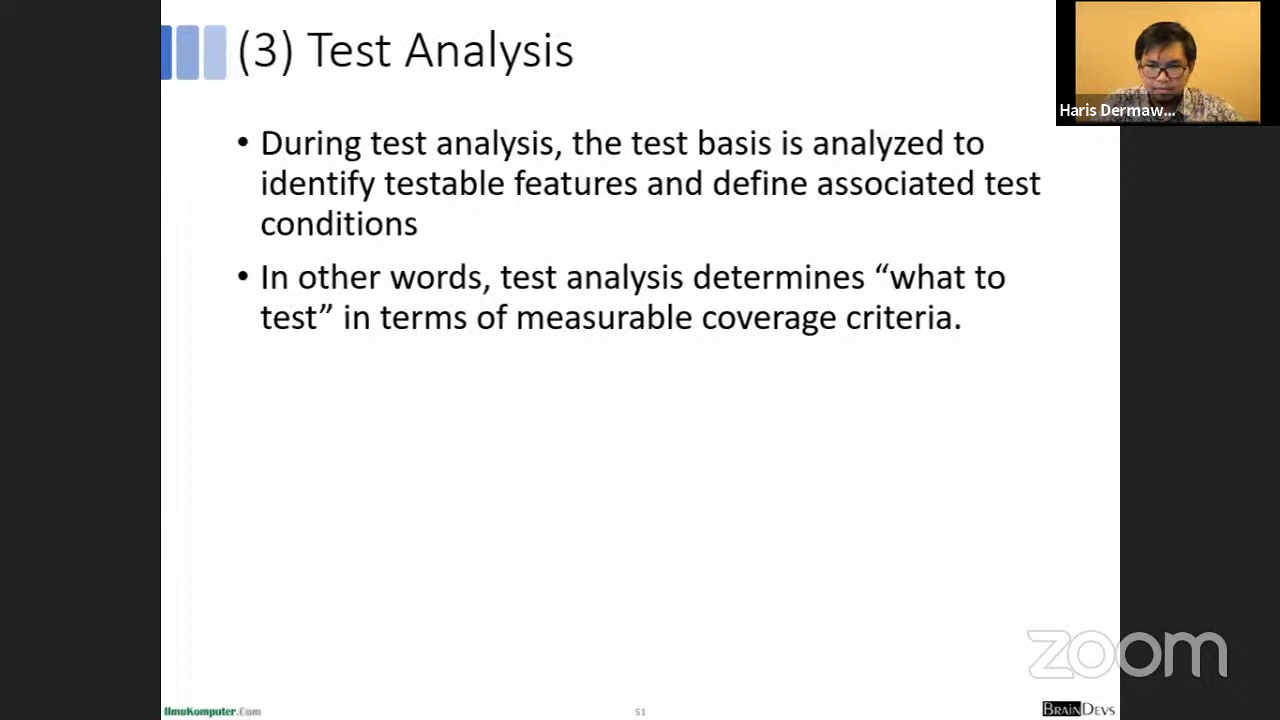 (3) Test Analysis
Haris Dermaw...
• During test analysis, the test basis is analyzed to
identify testable features and define associated test
conditions
• In other words, test analysis determines “what to
test” in terms of measurable coverage criteria.
zoom
IlmuKomputer.Com
51
BRAINDEVS